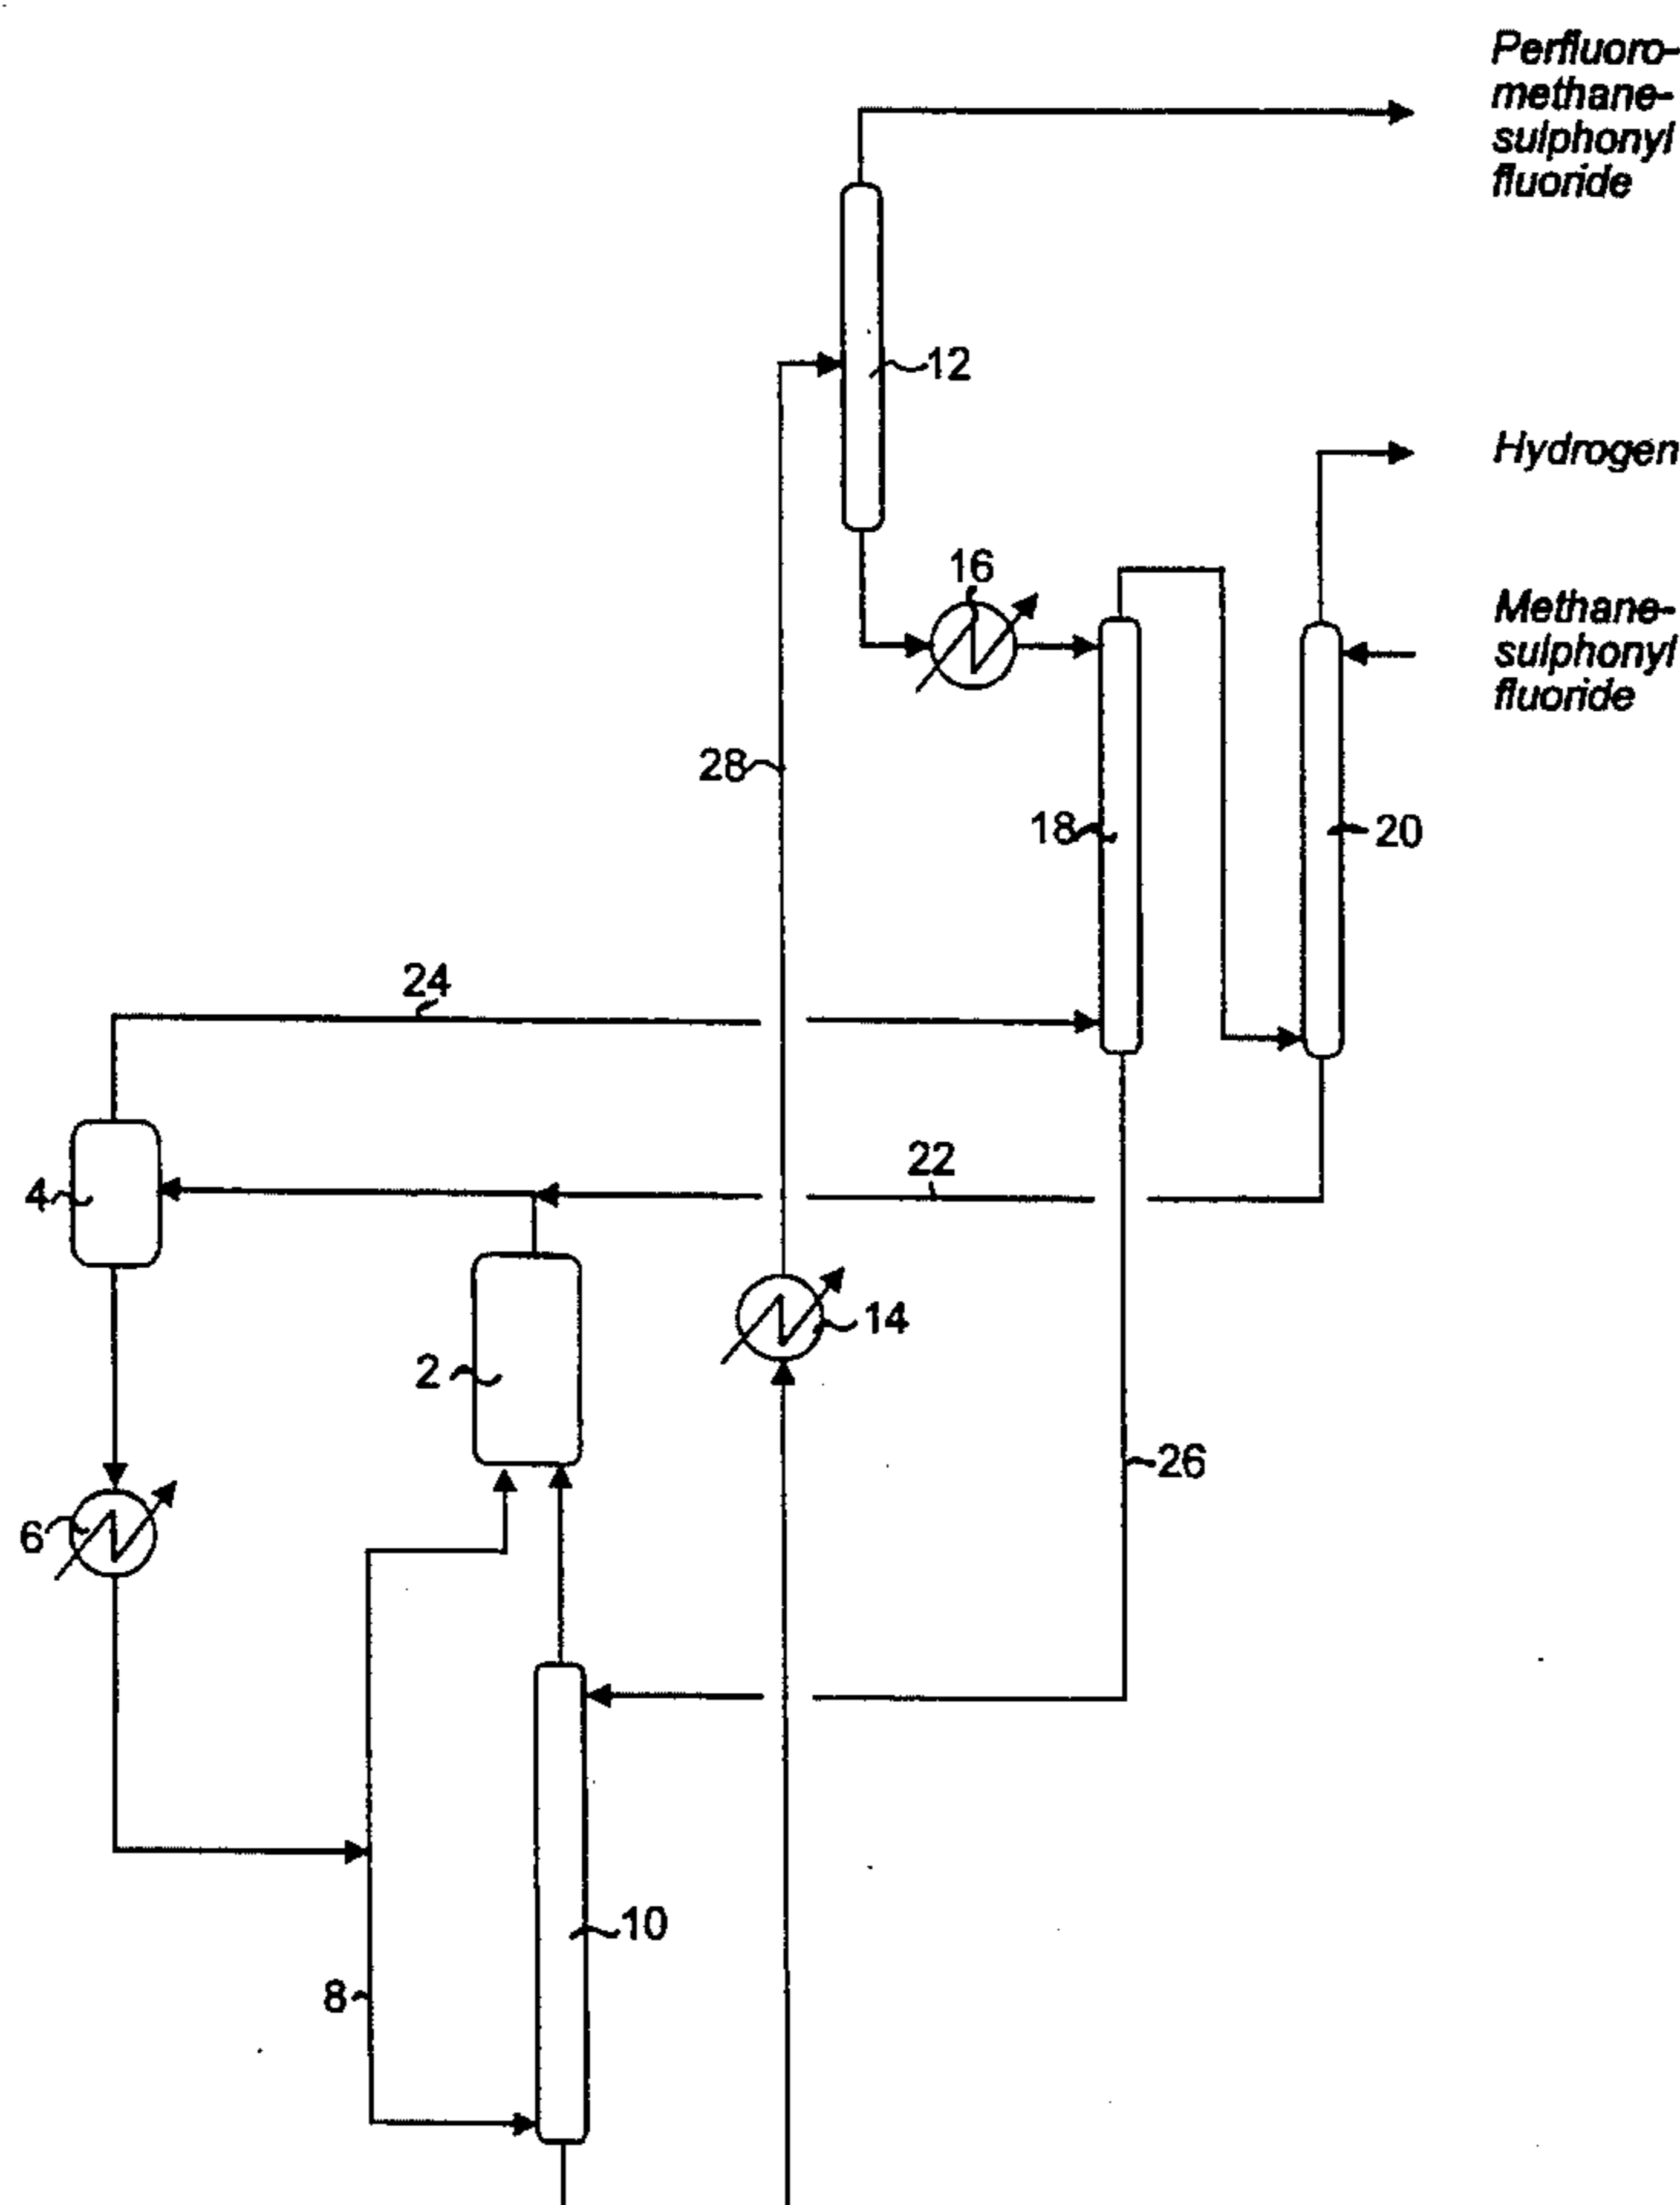 Perfluoro-
methane-
sulphonyl
fluoride
12
Hydrogen
16
Methane-
sulphonyl
fluoride
28
18
20
24
22
4
14
2
26
6
10
8